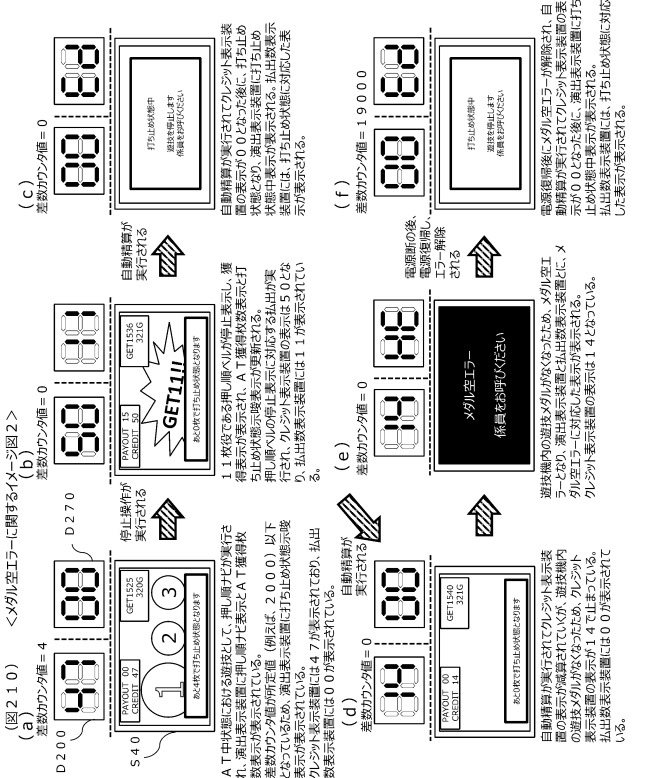 (図210) <メダル空エラーに関するイメージ図2>
(a)
差数カウンタ値=4
D200
47
00
D270
PAYOUT 00
CREDIT 47
GET1525
320G
1
2
3
あと4枚で打ち止め状態となります
S40
AT中状態における遊技として、押し順ナビが実行さ
れ、演出表示装置に押し順ナビ表示とAT獲得枚
数表示が表示されている。
差数カウンタ値が所定値(例えば、2000)以下
となっているため、演出表示装置に打ち止め状態示唆
表示が表示されている。
クレジット表示装置には47が表示されており、払出
数表示装置には00が表示されている。
停止操作が
実行される
(b)
差数カウンタ値=0
50
11
PAYOUT 15
CREDIT 50
GET1536
321G
GET11!!
あと0枚で打ち止め状態となります
11枚役である押し順ベルが停止表示し、獲
得表示が表示され、AT獲得枚数表示と打
ち止め状態示唆表示が更新される。
押し順ベルの停止表示に対応する払出が実
行され、クレジット表示装置の表示は50とな
り、払出数表示装置には11が表示されてい
る。
自動精算が
実行される
(c)
差数カウンタ値=0
00
Ed
打ち止め状態中
遊技を停止します
係員をお呼びください
自動精算が実行されてクレジット表示装
置の表示が00となった後に、打ち止め
状態となり、演出表示装置に打ち止め
状態中表示が表示される。払出数表示
装置には、打ち止め状態に対応した表
示が表示される。
自動精算が
実行される
(d)
差数カウンタ値=0
14
00
PAYOUT 00
CREDIT 14
GET1540
321G
あと0枚で打ち止め状態となります
自動精算が実行されてクレジット表示装
置の表示が減算されていくが、遊技機内
の遊技メダルがなくなったため、クレジット
表示装置の表示が14で止まっている。
払出数表示装置には00が表示されて
いる。
(e)
差数カウンタ値=0
14
HE
メダル空エラー
係員をお呼びください
遊技機内の遊技メダルがなくなったため、メダル空エ
ラーとなり、演出表示装置と払出数表示装置とに、メ
ダル空エラーに対応した表示が表示される。
クレジット表示装置の表示は14となっている。
電源断の後、
電源復帰し、
エラー解除
される
(f)
差数カウンタ値=19000
00
Ed
打ち止め状態中
遊技を停止します
係員をお呼びください
電源復帰後にメダル空エラーが解除され、自
動精算が実行されてクレジット表示装置の表
示が00となった後に、演出表示装置に打ち
止め状態中表示が表示される。
払出数表示装置には、打ち止め状態に対応
した表示が表示される。